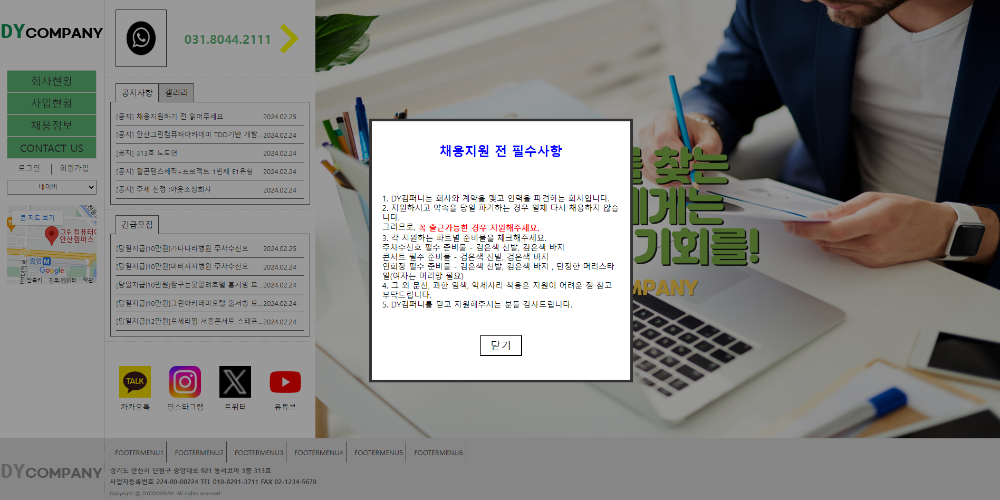 DYCOMPANY
회사현황
사업현황
채용정보
CONTACT US
로그인
회원가입
네이버
큰 지도 보기
그린컴퓨터
안산캠퍼스
중앙 M
Google
단축키
지도 데이터
약관
031.8044.2111
공지사항
갤러리
[공지] 채용지원하기 전 읽어주세요. 2024.02.25
[공지] 안산그린컴퓨터아카데미 TDD기반 개발... 2024.02.24
[공지] 313호 노도연 2024.02.24
[공지] 웹콘텐츠제작+프로젝트 1번째 E1유형 2024.02.24
[공지] 주제 선정 :아웃소싱회사 2024.02.24
긴급모집
[당일지급|10만원]가나다라병원 주차수신호 2024.02.25
[당일지급|10만원]마바사자병원 주차수신호 2024.02.24
[당일지급|10만원]짱구는못말려호텔 홀서빙 모... 2024.02.24
[당일지급|10만원]그린아카데미호텔 홀서빙 모... 2024.02.24
[당일지급|12만원]르세라핌 서울콘서트 스태프... 2024.02.24
TALK
카카오톡
인스타그램
트위터
유튜브
찾는
게는
기회를!
MPANY
채용지원 전 필수사항
1. DY컴퍼니는 회사와 계약을 맺고 인력을 파견하는 회사입니다.
2. 지원하시고 약속을 당일 파기하는 경우 일체 다시 채용하지 않습
니다.
그러므로, 꼭 출근가능한 경우 지원해주세요.
3. 각 지원하는 파트별 준비물을 체크해주세요.
주차수신호 필수 준비물 - 검은색 신발, 검은색 바지
콘서트 필수 준비물 - 검은색 신발, 검은색 바지
연회장 필수 준비물 - 검은색 신발, 검은색 바지 , 단정한 머리스타
일(여자는 머리망 필요)
4. 그 외 문신, 과한 염색, 악세사리 착용은 지원이 어려운 점 참고
부탁드립니다.
5. DY컴퍼니를 믿고 지원해주시는 분들 감사드립니다.
닫기
DYCOMPANY
FOOTERMENU1
FOOTERMENU2
FOOTERMENU3
FOOTERMENU4
FOOTERMENU5
FOOTERMENU6
경기도 안산시 단원구 중앙대로 921 동서코아 3층 313호
사업자등록번호 224-00-00224 TEL 010-8291-3711 FAX 02-1234-5678
Copyright ⓒ DYCOMPANY. All rights reserved.